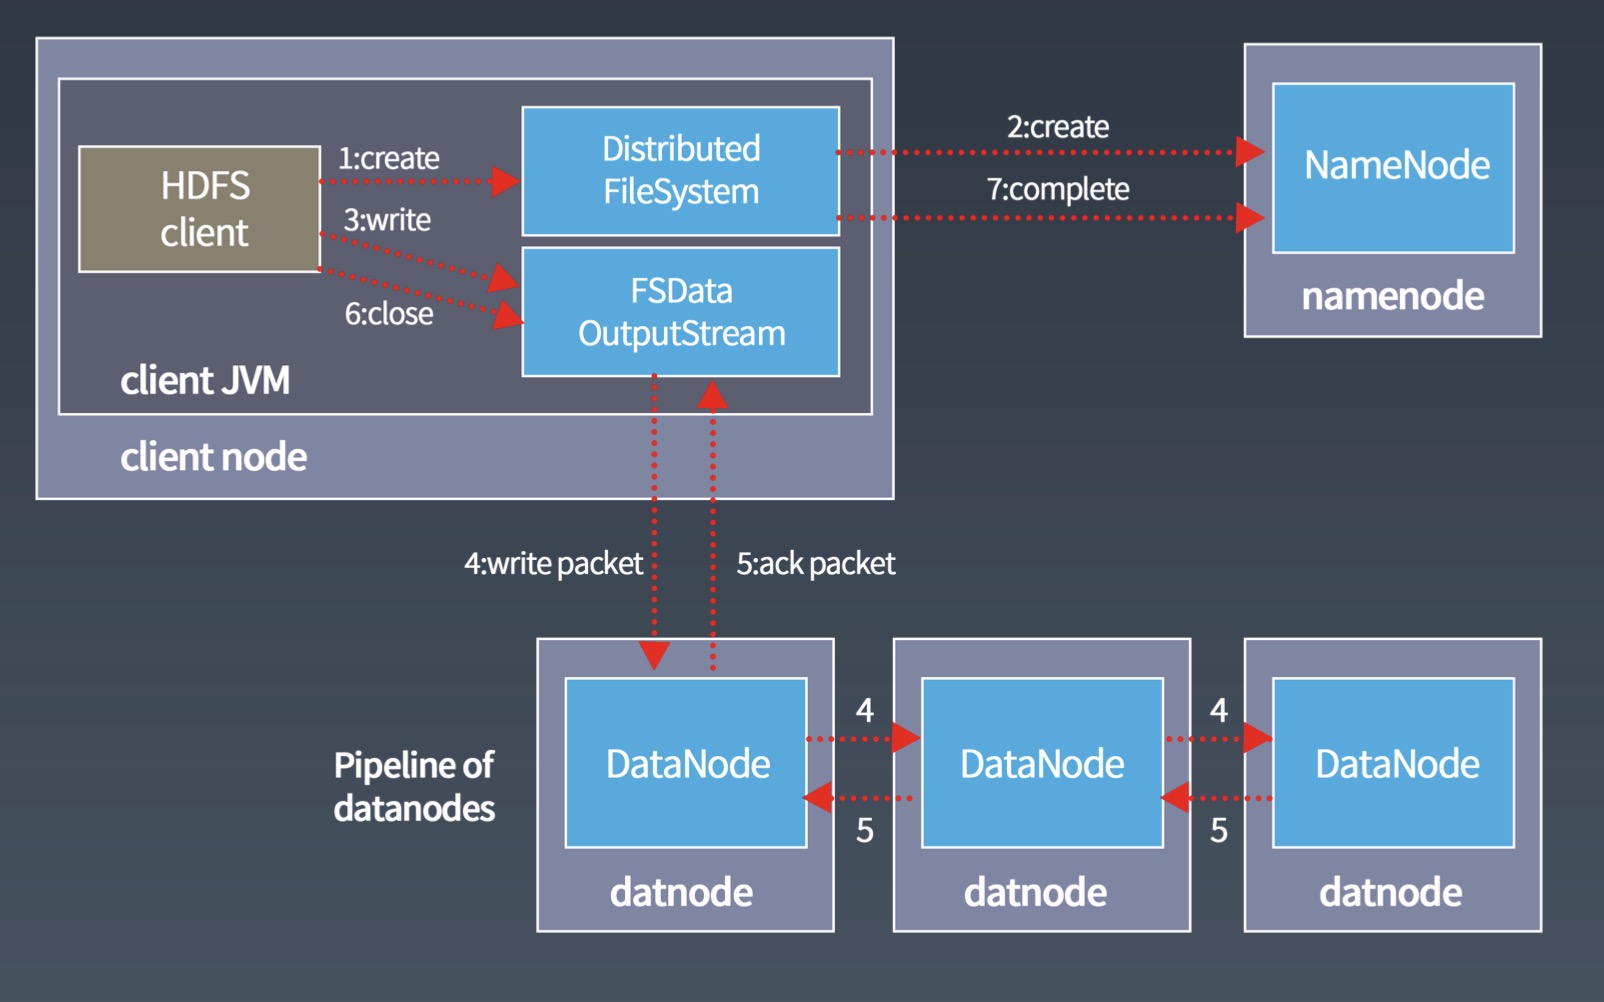 HDFS
client
1:create
3:write
6:close
Distributed
FileSystem
FSData
OutputStream
client JVM
client node
2:create
7:complete
NameNode
namenode
4:write packet
5:ack packet
Pipeline of
datanodes
DataNode
datnode
4
5
DataNode
datnode
4
5
DataNode
datnode